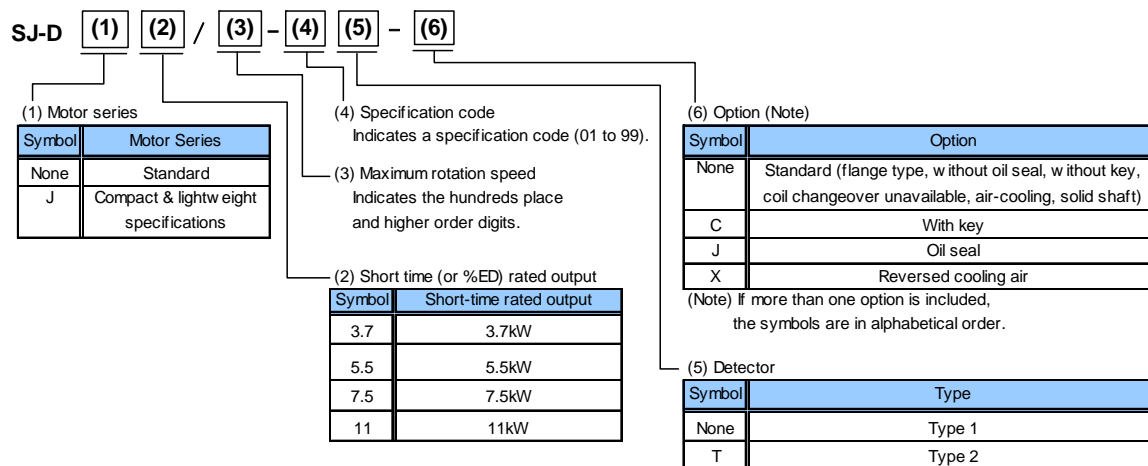 SJ-D (1) (2) / (3) - (4) (5) - (6)
(1) Motor series
Symbol Motor Series
None Standard
J Compact & lightweight
specifications
(4) Specification code
Indicates a specification code (01 to 99).
(3) Maximum rotation speed
Indicates the hundreds place
and higher order digits.
(2) Short time (or %ED) rated output
Symbol Short-time rated output
3.7 3.7kW
5.5 5.5kW
7.5 7.5kW
11 11kW
(6) Option (Note)
Symbol Option
None Standard (flange type, without oil seal, without key,
coil changeover unavailable, air-cooling, solid shaft)
C With key
J Oil seal
X Reversed cooling air
(Note) If more than one option is included,
the symbols are in alphabetical order.
(5) Detector
Symbol Type
None Type 1
T Type 2